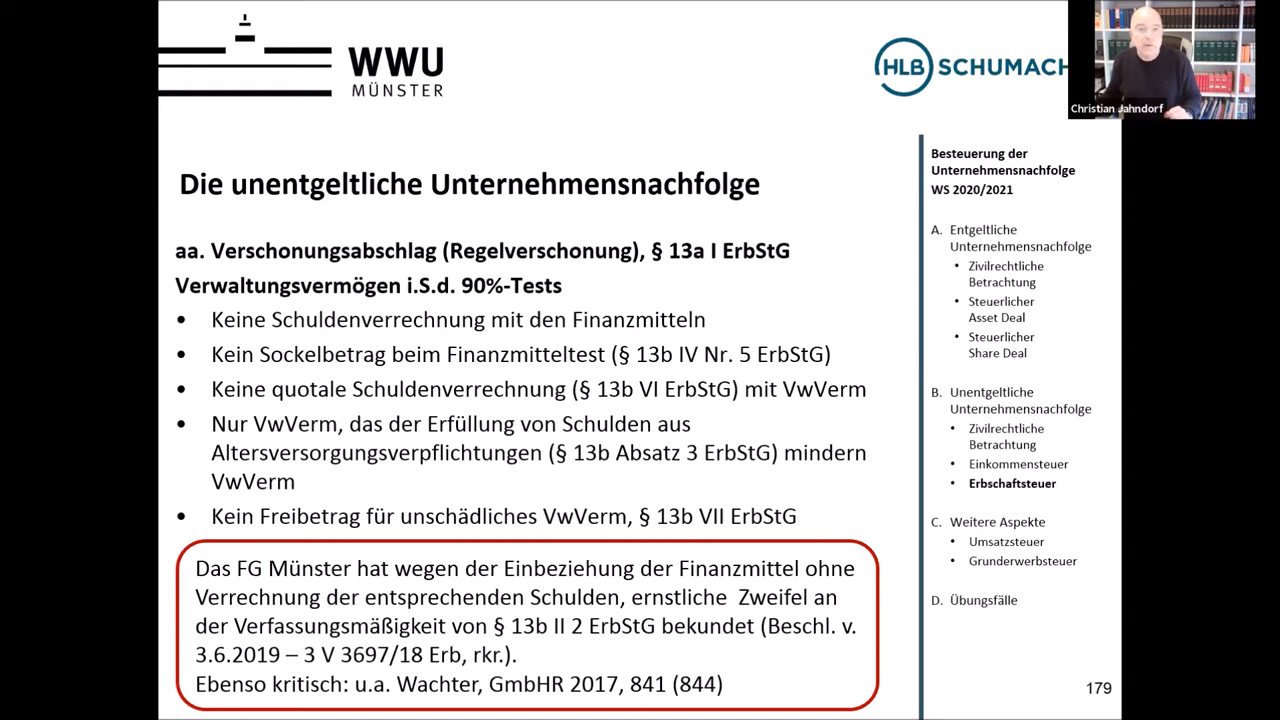 WWU
MÜNSTER
HLB SCHUMACH
Christian Jahndorf
Die unentgeltliche Unternehmensnachfolge
aa. Verschonungsabschlag (Regelverschonung), § 13a I ErbStG
Verwaltungsvermögen i.S.d. 90%-Tests
• Keine Schuldenverrechnung mit den Finanzmitteln
• Kein Sockelbetrag beim Finanzmitteltest (§ 13b IV Nr. 5 ErbStG)
• Keine quotale Schuldenverrechnung (§ 13b VI ErbStG) mit VwVerm
• Nur VwVerm, das der Erfüllung von Schulden aus
Altersversorgungsverpflichtungen (§ 13b Absatz 3 ErbStG) mindern
VwVerm
• Kein Freibetrag für unschädliches VwVerm, § 13b VII ErbStG
Das FG Münster hat wegen der Einbeziehung der Finanzmittel ohne
Verrechnung der entsprechenden Schulden, ernstliche Zweifel an
der Verfassungsmäßigkeit von § 13b II 2 ErbStG bekundet (Beschl. v.
3.6.2019 – 3 V 3697/18 Erb, rkr.).
Ebenso kritisch: u.a. Wachter, GmbHR 2017, 841 (844)
Besteuerung der
Unternehmensnachfolge
WS 2020/2021
A. Entgeltliche
Unternehmensnachfolge
• Zivilrechtliche
Betrachtung
• Steuerlicher
Asset Deal
• Steuerlicher
Share Deal
B. Unentgeltliche
Unternehmensnachfolge
• Zivilrechtliche
Betrachtung
• Einkommensteuer
• Erbschaftsteuer
C. Weitere Aspekte
• Umsatzsteuer
• Grunderwerbsteuer
D. Übungsfälle
179